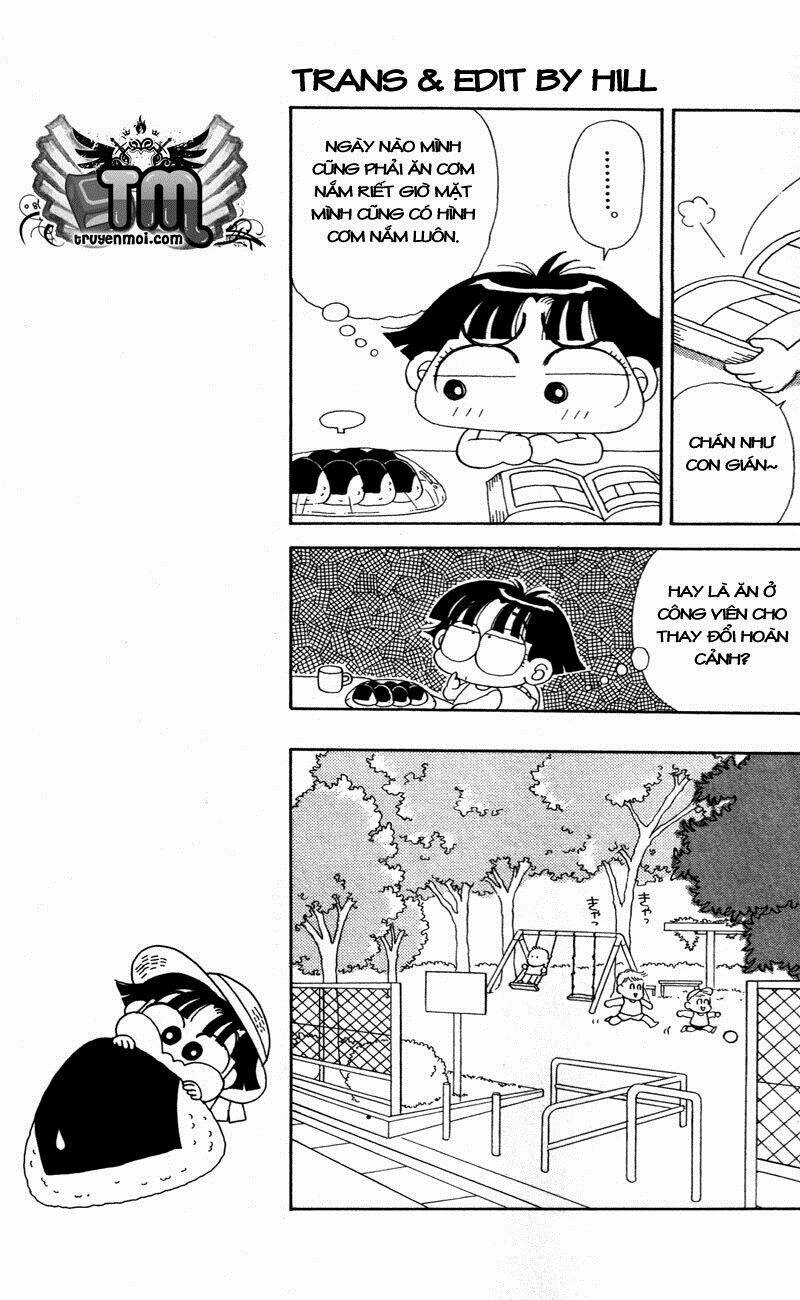 TRANS & EDIT BY HILL
TM
truyenmoi.com
NGÀY NÀO MÌNH
CŨNG PHẢI ĂN CƠM
NẮM RIẾT GIỜ MẶT
MÌNH CŨNG CÓ HÌNH
CƠM NẮM LUÔN.
CHÁN NHƯ
CON GIÁN~
HAY LÀ ĂN Ở
CÔNG VIÊN CHO
THAY ĐỔI HOÀN
CẢNH?
きゃっ
きゃっ